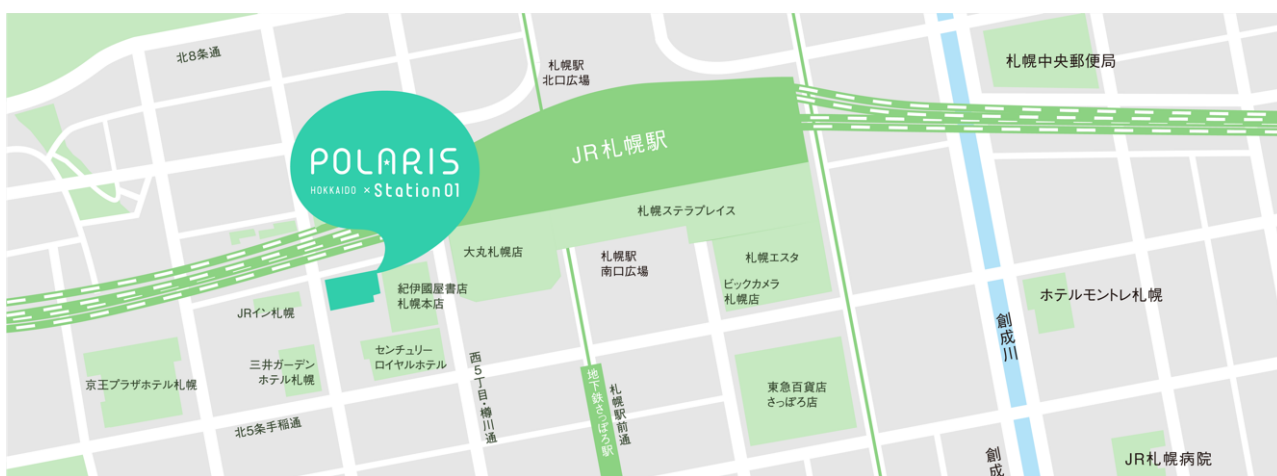 北8条通
札幌駅
北口広場
札幌中央郵便局
JR札幌駅
POLARIS
HOKKAIDO × Station01
札幌ステラプレイス
大丸札幌店
札幌駅
南口広場
札幌エスタ
ビックカメラ
札幌店
紀伊國屋書店
札幌本店
JRイン札幌
ホテルモントレ札幌
創成川
センチュリー
ロイヤルホテル
三井ガーデン
ホテル札幌
京王プラザホテル札幌
西5丁目・樽川通
地下鉄さっぽろ駅
札幌駅前通
東急百貨店
さっぽろ店
北5条手稲通
創成
JR札幌病院